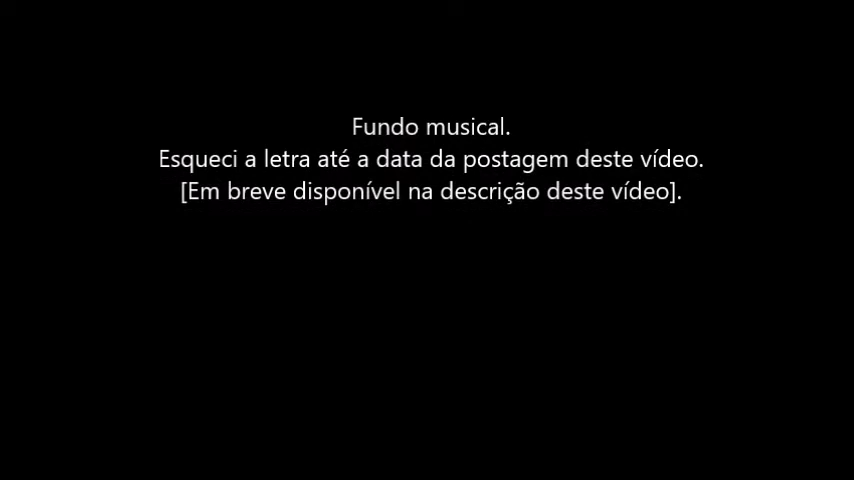 Fundo musical.
Esqueci a letra até a data da postagem deste vídeo.
[Em breve disponível na descrição deste vídeo].